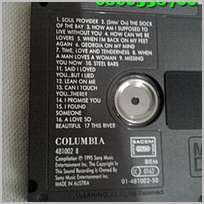 1. SOUL PROVIDER 2. (Sittin' On) THE DOCK
OF THE BAY 3. HOW AM I SUPPOSED TO
LIVE WITHOUT YOU 4. HOW CAN WE BE
LOVERS 5. WHEN I'M BACK ON MY FEET
AGAIN 6. GEORGIA ON MY MIND
7. TIME, LOVE AND TENDERNESS 8. WHEN
A MAN LOVES A WOMAN 9. MISSING
YOU NOW 10. STEEL BARS
11. SAID I LOVED
YOU...BUT I LIED
12. LEAN ON ME
13. CAN I TOUCH
YOU...THERE?
14. I PROMISE YOU
15. I FOUND
SOMEONE
16. A LOVE SO
BEAUTIFUL 17 THIS RIVER
COLUMBIA
481002 8
Compilation ℗ 1995 Sony Music
Entertainment Inc. The Copyright In
This Sound Recording Is Owned By
Sony Music Entertainment Inc.
MADE IN AUSTRIA
SACEM
BIEM
01-481002-50